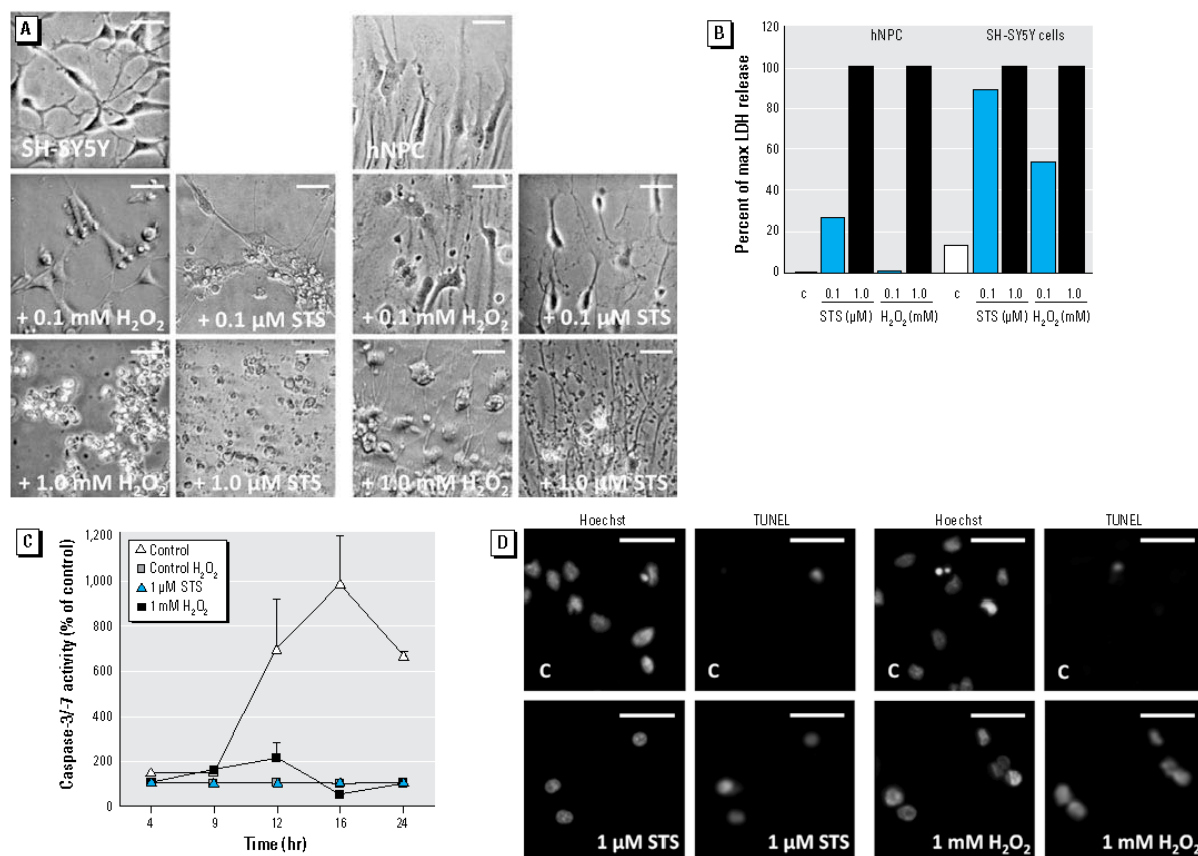 A
SH-SY5Y
hNPC
+ 0.1 mM H₂O₂
+ 0.1 µM STS
+ 0.1 mM H₂O₂
+ 0.1 µM STS
+ 1.0 mM H₂O₂
+ 1.0 µM STS
+ 1.0 mM H₂O₂
+ 1.0 µM STS
B
hNPC
SH-SY5Y cells
Percent of max LDH release
120
100
80
60
40
20
0
c
0.1
1.0
0.1
1.0
c
0.1
1.0
0.1
1.0
STS (µM)
H₂O₂ (mM)
STS (µM)
H₂O₂ (mM)
C
Caspase-3/-7 activity (% of control)
1,200
1,000
800
600
400
200
0
Control
Control H₂O₂
1 µM STS
1 mM H₂O₂
4
9
12
16
24
Time (hr)
D
Hoechst
TUNEL
Hoechst
TUNEL
C
C
C
C
1 µM STS
1 µM STS
1 mM H₂O₂
1 mM H₂O₂